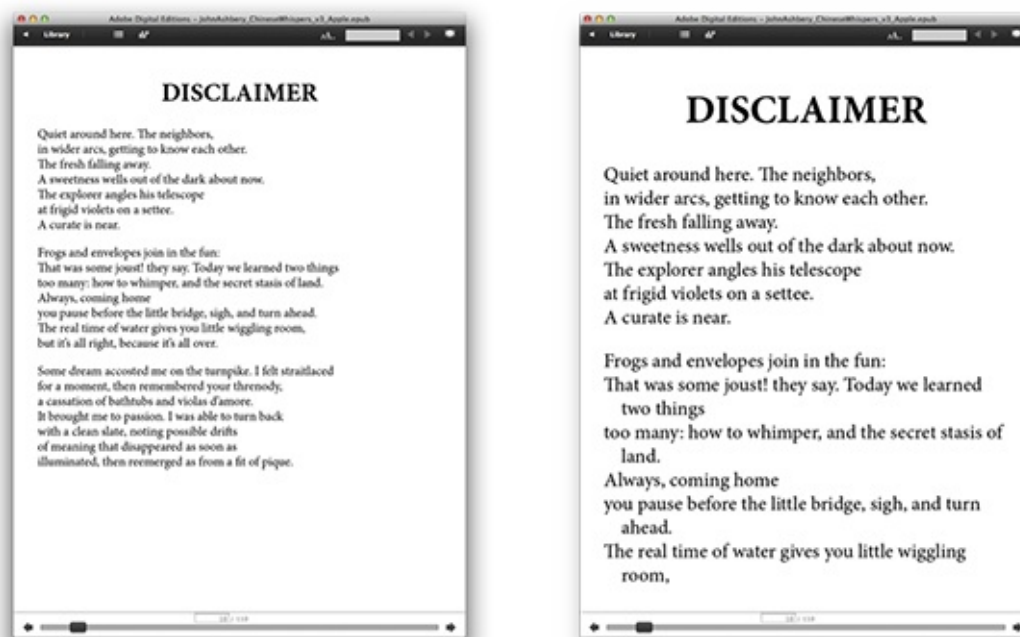 Adobe Digital Editions - JohnAshbery_ChineseWhispers_v3_Apple.epub
Library
DISCLAIMER
Quiet around here. The neighbors,
in wider arcs, getting to know each other.
The fresh falling away.
A sweetness wells out of the dark about now.
The explorer angles his telescope
at frigid violets on a settee.
A curate is near.
Frogs and envelopes join in the fun:
That was some joust! they say. Today we learned two things
too many: how to whimper, and the secret stasis of land.
Always, coming home
you pause before the little bridge, sigh, and turn ahead.
The real time of water gives you little wiggling room,
but it's all right, because it's all over.
Some dream accosted me on the turnpike. I felt straitlaced
for a moment, then remembered your threnody,
a cassation of bathtubs and violas d'amore.
It brought me to passion. I was able to turn back
with a clean slate, noting possible drifts
of meaning that disappeared as soon as
illuminated, then reemerged as from a fit of pique.
Adobe Digital Editions - JohnAshbery_ChineseWhispers_v3_Apple.epub
Library
DISCLAIMER
Quiet around here. The neighbors,
in wider arcs, getting to know each other.
The fresh falling away.
A sweetness wells out of the dark about now.
The explorer angles his telescope
at frigid violets on a settee.
A curate is near.
Frogs and envelopes join in the fun:
That was some joust! they say. Today we learned
two things
too many: how to whimper, and the secret stasis of
land.
Always, coming home
you pause before the little bridge, sigh, and turn
ahead.
The real time of water gives you little wiggling
room,